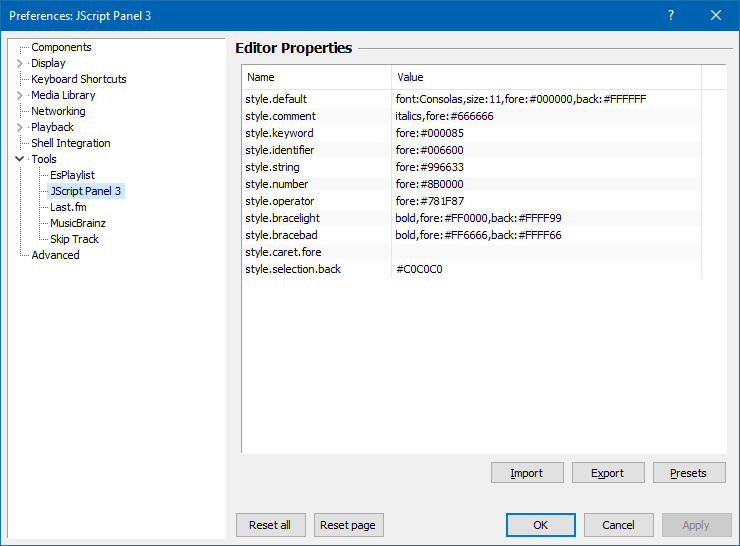 Preferences: JScript Panel 3
?
Components
Display
Keyboard Shortcuts
Media Library
Networking
Playback
Shell Integration
Tools
EsPlaylist
JScript Panel 3
Last.fm
MusicBrainz
Skip Track
Advanced
Editor Properties
Name Value
style.default font:Consolas,size:11,fore:#000000,back:#FFFFFF
style.comment italics,fore:#666666
style.keyword fore:#000085
style.identifier fore:#006600
style.string fore:#996633
style.number fore:#8B0000
style.operator fore:#781F87
style.bracelight bold,fore:#FF0000,back:#FFFF99
style.bracebad bold,fore:#FF6666,back:#FFFF66
style.caret.fore
style.selection.back #C0C0C0
Import Export Presets
Reset all Reset page OK Cancel Apply